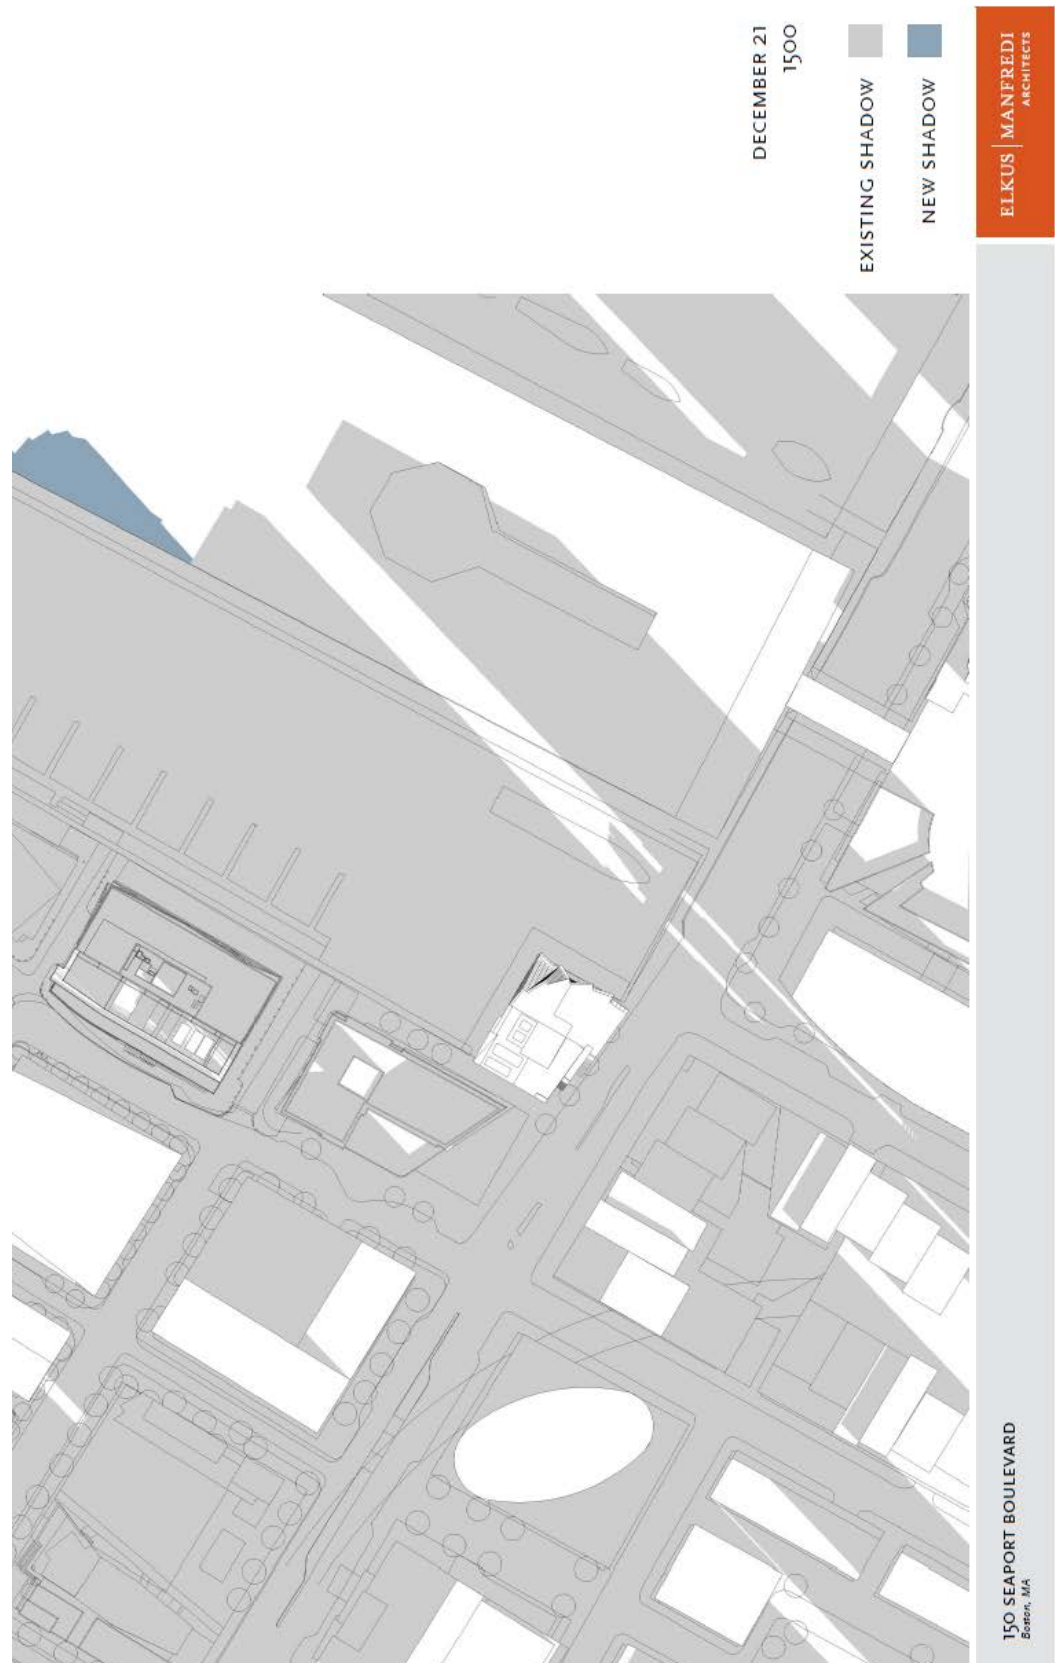 DECEMBER 21
1500
EXISTING SHADOW
NEW SHADOW
ELKUS | MANFREDI
ARCHITECTS
150 SEAPORT BOULEVARD
Boston, MA